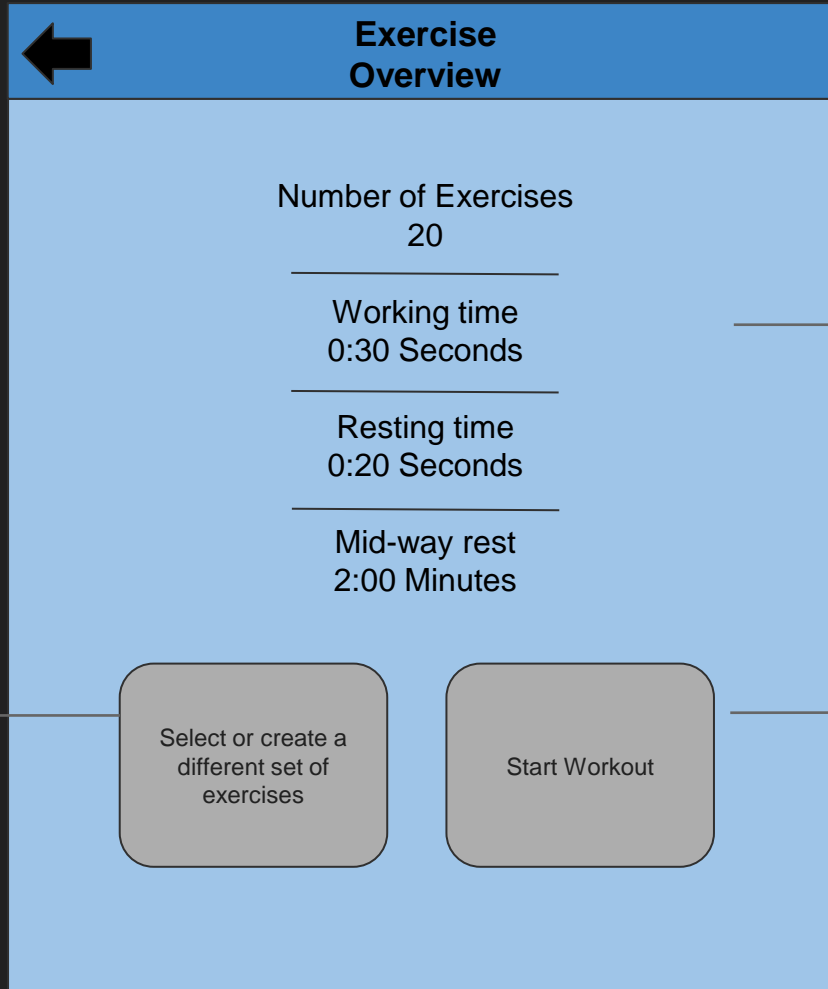 Exercise
Overview
Number of Exercises
20
Working time
0:30 Seconds
Resting time
0:20 Seconds
Mid-way rest
2:00 Minutes
Select or create a
different set of
exercises
Start Workout